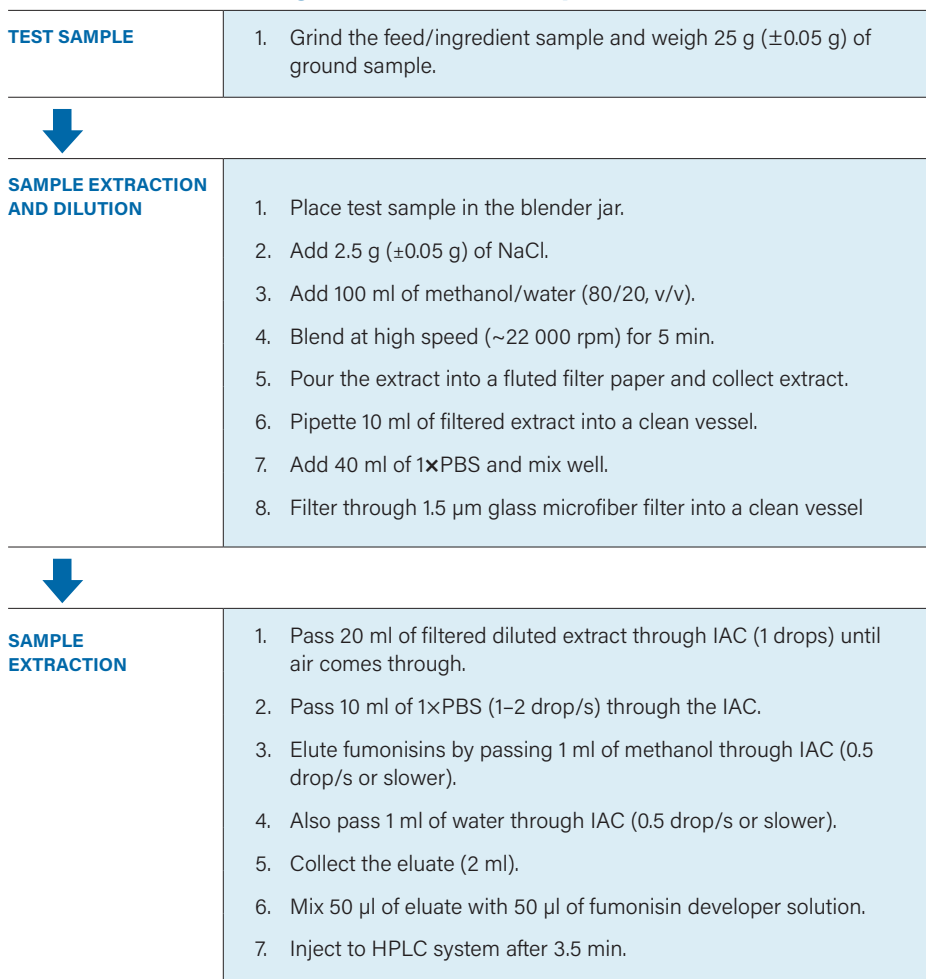 TEST SAMPLE
1. Grind the feed/ingredient sample and weigh 25 g (±0.05 g) of
ground sample.
SAMPLE EXTRACTION
AND DILUTION
1. Place test sample in the blender jar.
2. Add 2.5 g (±0.05 g) of NaCl.
3. Add 100 ml of methanol/water (80/20, v/v).
4. Blend at high speed (~22 000 rpm) for 5 min.
5. Pour the extract into a fluted filter paper and collect extract.
6. Pipette 10 ml of filtered extract into a clean vessel.
7. Add 40 ml of 1×PBS and mix well.
8. Filter through 1.5 µm glass microfiber filter into a clean vessel
SAMPLE
EXTRACTION
1. Pass 20 ml of filtered diluted extract through IAC (1 drops) until
air comes through.
2. Pass 10 ml of 1×PBS (1–2 drop/s) through the IAC.
3. Elute fumonisins by passing 1 ml of methanol through IAC (0.5
drop/s or slower).
4. Also pass 1 ml of water through IAC (0.5 drop/s or slower).
5. Collect the eluate (2 ml).
6. Mix 50 µl of eluate with 50 µl of fumonisin developer solution.
7. Inject to HPLC system after 3.5 min.